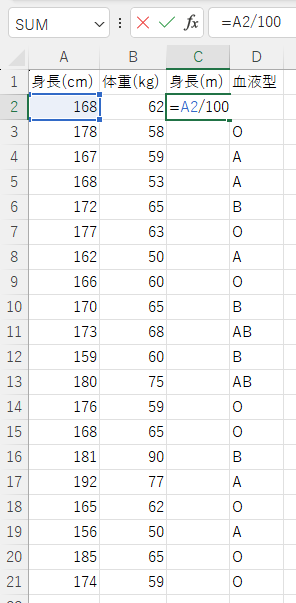 SUM =A2/100
A B C D
1 身長(cm) 体重(kg) 身長(m) 血液型
2 168 62 =A2/100
3 178 58 O
4 167 59 A
5 168 53 A
6 172 65 B
7 177 63 O
8 162 50 A
9 166 60 O
10 170 65 B
11 173 68 AB
12 159 60 B
13 180 75 AB
14 176 59 O
15 168 65 O
16 181 90 B
17 192 77 A
18 165 62 O
19 156 50 A
20 185 65 O
21 174 59 O